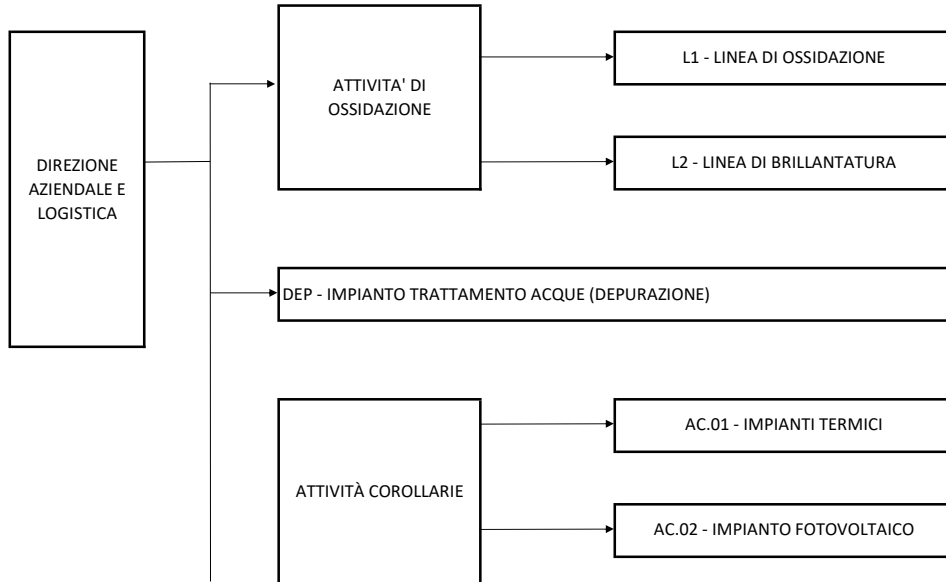 DIREZIONE
AZIENDALE E
LOGISTICA
ATTIVITA' DI
OSSIDAZIONE
L1 - LINEA DI OSSIDAZIONE
L2 - LINEA DI BRILLANTATURA
DEP - IMPIANTO TRATTAMENTO ACQUE (DEPURAZIONE)
ATTIVITÀ COROLLARIE
AC.01 - IMPIANTI TERMICI
AC.02 - IMPIANTO FOTOVOLTAICO